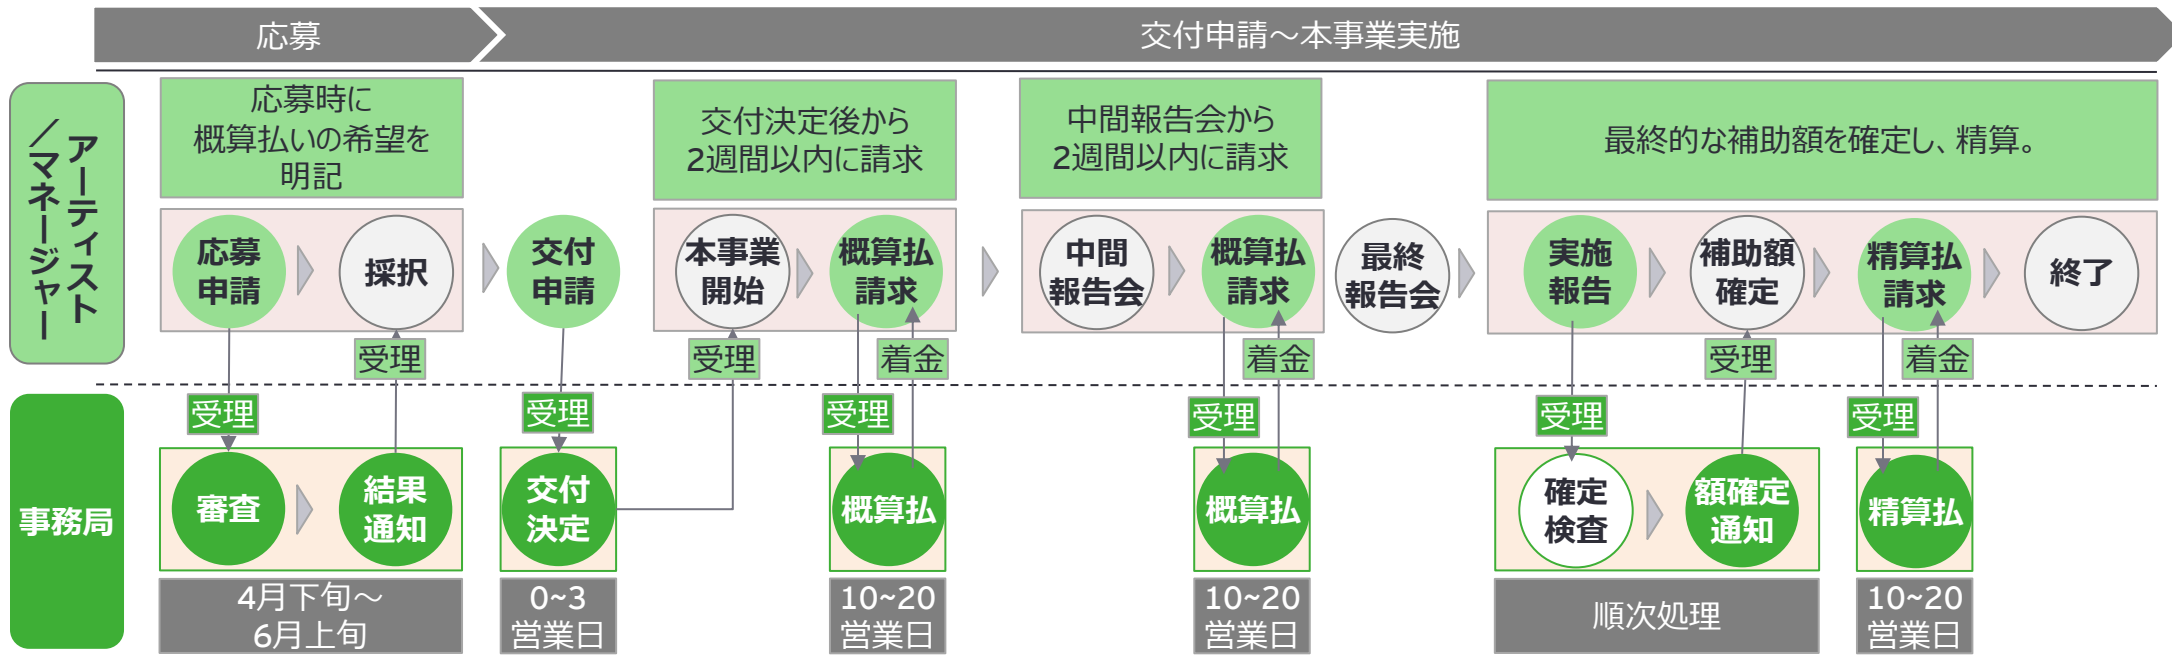 応募
交付申請～本事業実施
アーティスト
／マネージャー
応募時に
概算払いの希望を
明記
交付決定後から
2週間以内に請求
中間報告会から
2週間以内に請求
最終的な補助額を確定し、精算。
応募
申請
採択
交付
申請
本事業
開始
概算払
請求
中間
報告会
概算払
請求
最終
報告会
実施
報告
補助額
確定
精算払
請求
終了
受理
受理
着金
着金
受理
着金
受理
受理
受理
受理
受理
受理
事務局
審査
結果
通知
交付
決定
概算払
概算払
確定
検査
額確定
通知
精算払
4月下旬～
6月上旬
0~3
営業日
10~20
営業日
10~20
営業日
順次処理
10~20
営業日